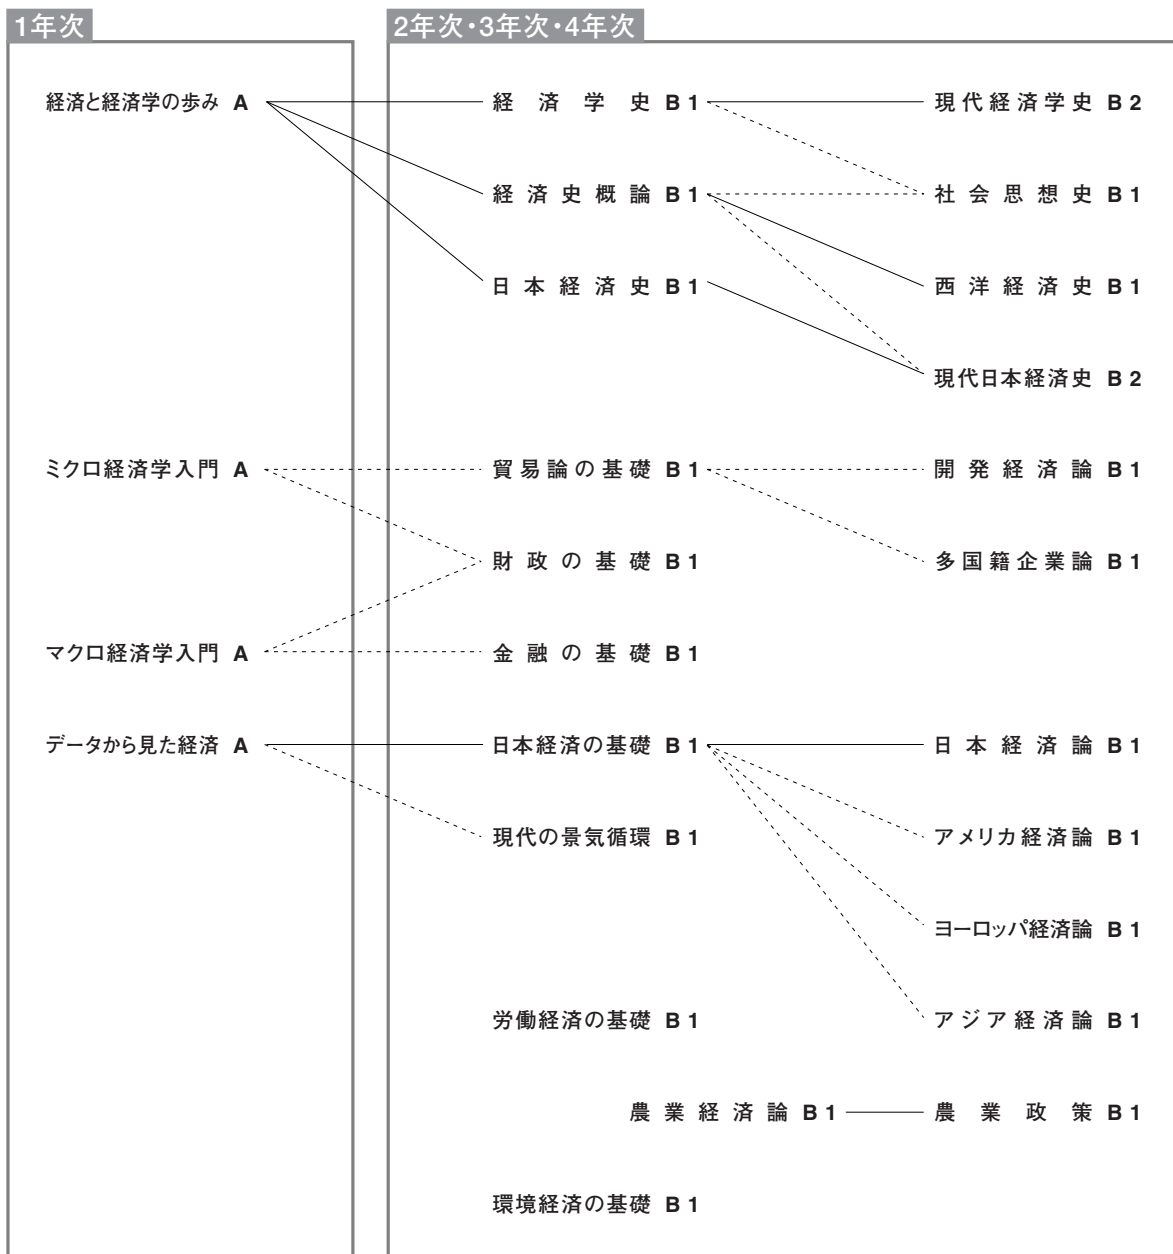 1年次
2年次・3年次・4年次
経済と経済学の歩み A
経済学史 B 1
現代経済学史 B 2
経済史概論 B 1
社会思想史 B 1
日本経済史 B 1
西洋経済史 B 1
現代日本経済史 B 2
ミクロ経済学入門 A
貿易論の基礎 B 1
開発経済論 B 1
財政の基礎 B 1
多国籍企業論 B 1
マクロ経済学入門 A
金融の基礎 B 1
データから見た経済 A
日本経済の基礎 B 1
日本経済論 B 1
現代の景気循環 B 1
アメリカ経済論 B 1
ヨーロッパ経済論 B 1
労働経済の基礎 B 1
アジア経済論 B 1
農業経済論 B 1
農業政策 B 1
環境経済の基礎 B 1